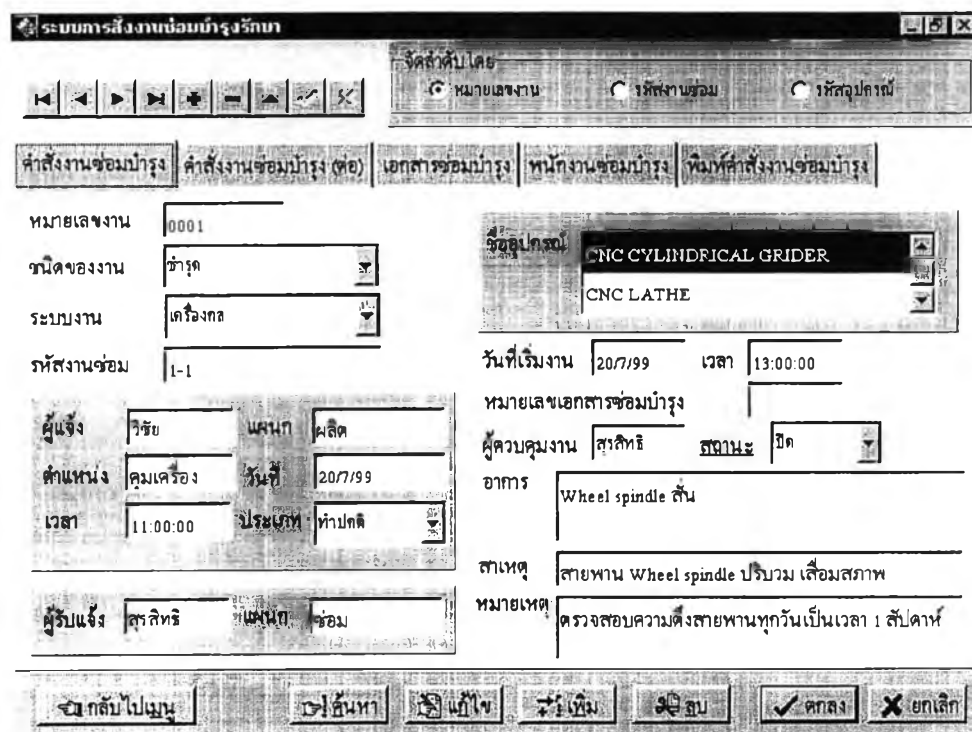 ระบบการสั่งงานซ่อมบำรุงรักษา
จัดลำดับโดย
หมายเลขงาน รหัสงานซ่อม รหัสอุปกรณ์
คำสั่งงานซ่อมบำรุง คำสั่งงานซ่อมบำรุง (ต่อ) เอกสารซ่อมบำรุง พนักงานซ่อมบำรุง พิมพ์คำสั่งงานซ่อมบำรุง
หมายเลขงาน 0001
ชนิดของงาน ชำรุด
ระบบงาน เครื่องกล
รหัสงานซ่อม 1-1
ชื่ออุปกรณ์ CNC CYLINDRICAL GRIDER
CNC LATHE
วันที่เริ่มงาน 20/7/99 เวลา 13:00:00
หมายเลขเอกสารซ่อมบำรุง
ผู้ควบคุมงาน สุรสิทธิ สถานะ ปิด
ผู้แจ้ง วิชัย แผนก ผลิต
ตำแหน่ง คุมเครื่อง วันที่ 20/7/99
เวลา 11:00:00 ประเภท ทำปกติ
ผู้รับแจ้ง สุรสิทธิ แผนก ซ่อม
อาการ Wheel spindle สั่น
สาเหตุ สายพาน Wheel spindle ปริบวม เสื่อมสภาพ
หมายเหตุ ตรวจสอบความตึงสายพานทุกวันเป็นเวลา 1 สัปดาห์
กลับไปเมนู ค้นหา แก้ไข เพิ่ม ลบ ตกลง ยกเลิก